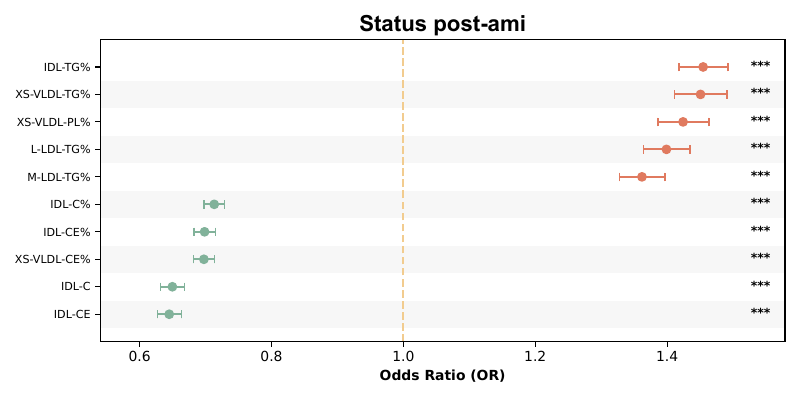 Status post-ami
IDL-TG% ***
XS-VLDL-TG% ***
XS-VLDL-PL% ***
L-LDL-TG% ***
M-LDL-TG% ***
IDL-C% ***
IDL-CE% ***
XS-VLDL-CE% ***
IDL-C ***
IDL-CE ***
0.6 0.8 1.0 1.2 1.4
Odds Ratio (OR)